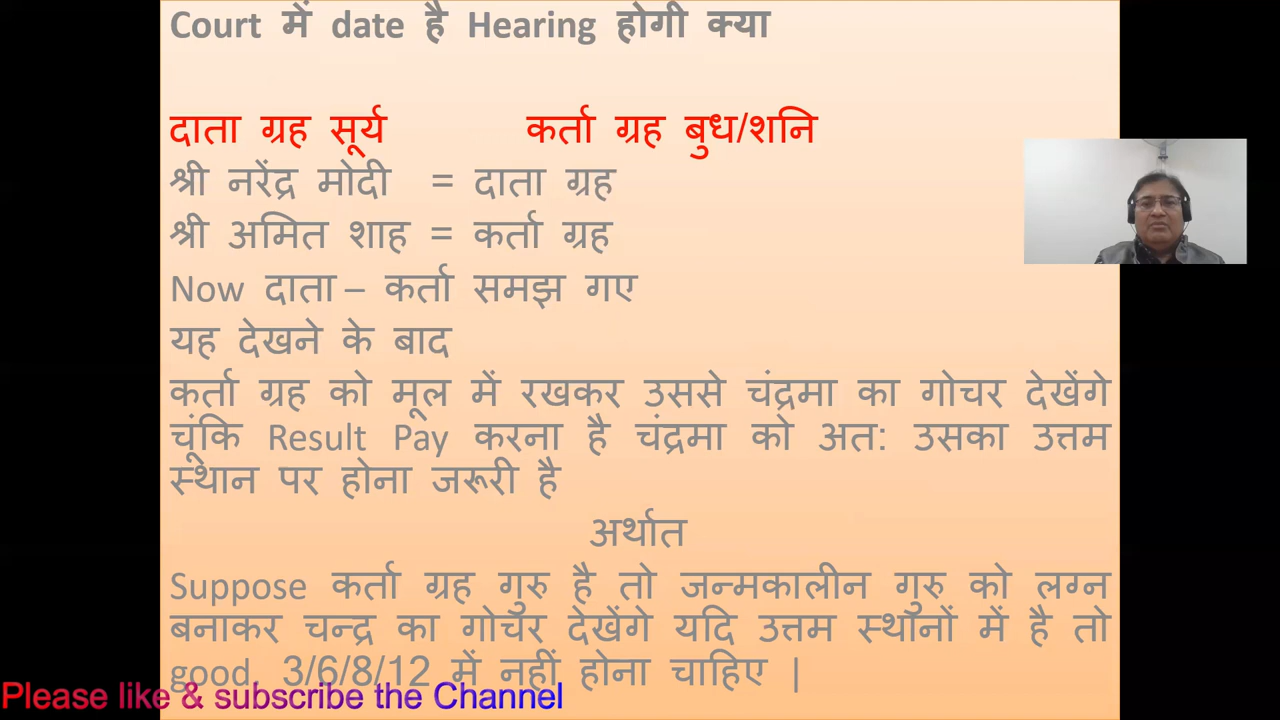 Court में date है Hearing होगी क्या
दाता ग्रह सूर्य कर्ता ग्रह बुध/शनि
श्री नरेंद्र मोदी = दाता ग्रह
श्री अमित शाह = कर्ता ग्रह
Now दाता – कर्ता समझ गए
यह देखने के बाद
कर्ता ग्रह को मूल में रखकर उससे चंद्रमा का गोचर देखेंगे
चूंकि Result Pay करना है चंद्रमा को अत: उसका उत्तम
स्थान पर होना जरूरी है
अर्थात
Suppose कर्ता ग्रह गुरु है तो जन्मकालीन गुरु को लग्न
बनाकर चन्द्र का गोचर देखेंगे यदि उत्तम स्थानों में है तो
good, 3/6/8/12 में नहीं होना चाहिए |
Please like & subscribe the Channel